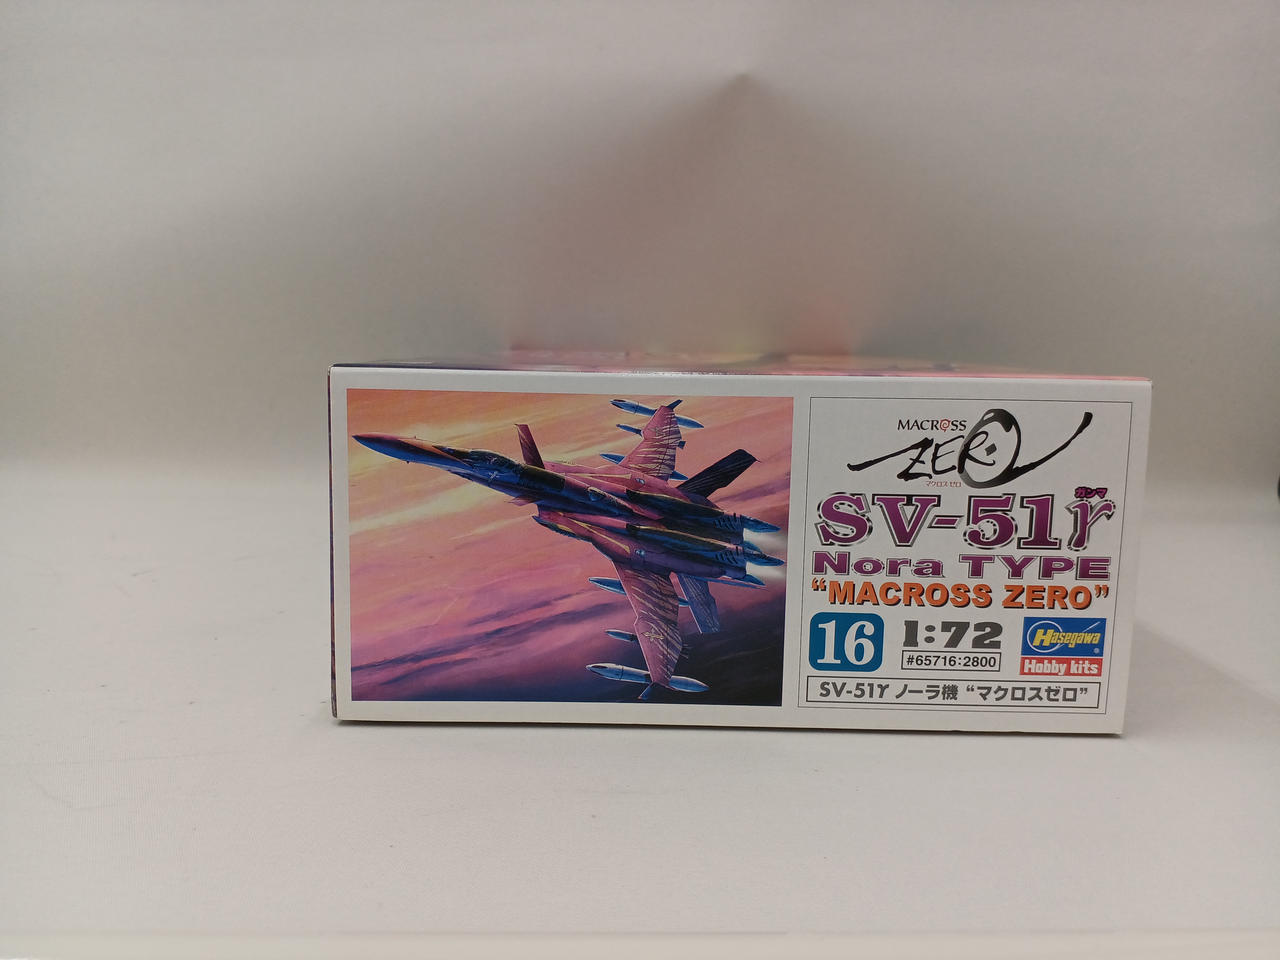 MACROSS
ZERO
マクロス・ゼロ
ガンマ
SV-51γ
Nora TYPE
“MACROSS ZERO”
16
1:72
#65716:2800
Hasegawa
Hobby kits
SV-51γ ノーラ機 “マクロスゼロ”